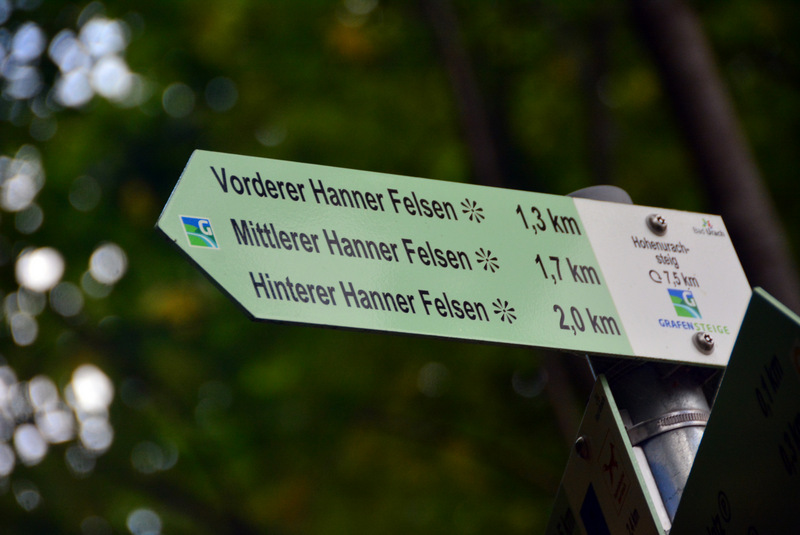 Vorderer Hanner Felsen 1,3 km
Mittlerer Hanner Felsen 1,7 km
Hinterer Hanner Felsen 2,0 km
G
Bad Urach
Hohenurach-
steig
7,5 km
G
GRAFENSTEIGE
km